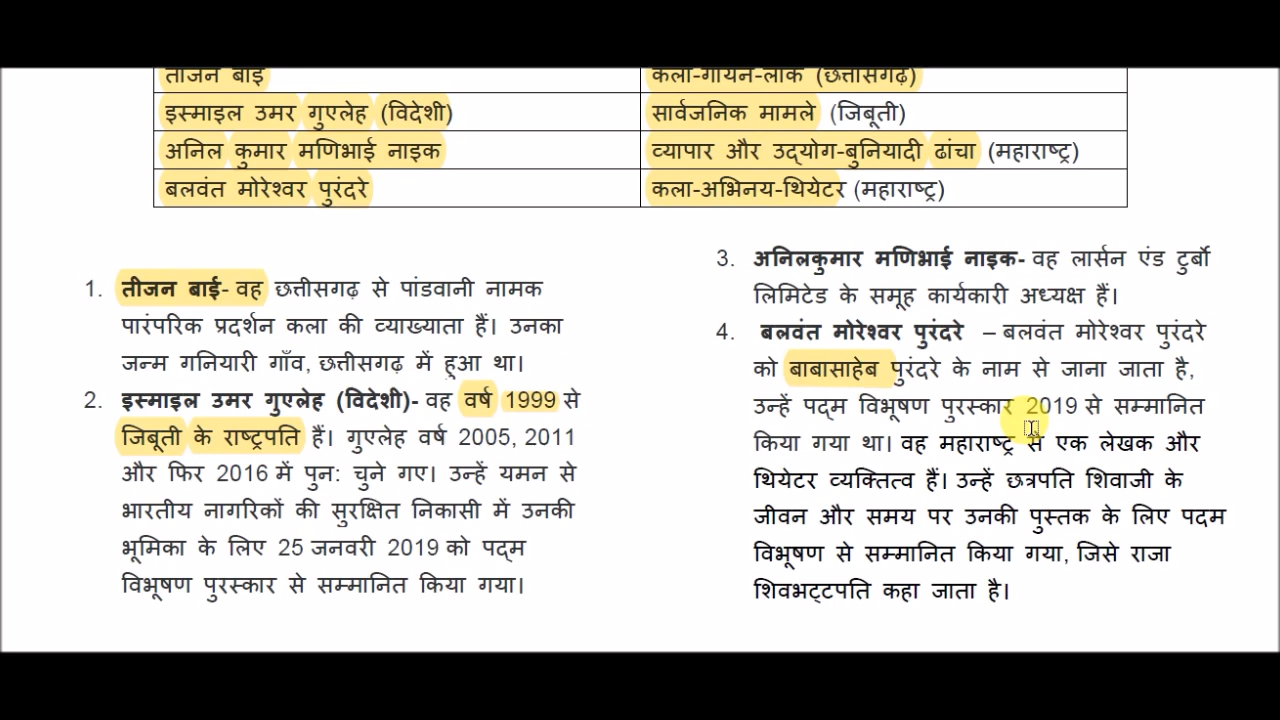 तीजन बाई कला-गायन-लोक (छत्तीसगढ़)
इस्माइल उमर गुएलेह (विदेशी) सार्वजनिक मामले (जिबूती)
अनिल कुमार मणिभाई नाइक व्यापार और उद्योग-बुनियादी ढांचा (महाराष्ट्र)
बलवंत मोरेश्वर पुरंदरे कला-अभिनय-थियेटर (महाराष्ट्र)
1. तीजन बाई- वह छत्तीसगढ़ से पांडवानी नामक
पारंपरिक प्रदर्शन कला की व्याख्याता हैं। उनका
जन्म गनियारी गाँव, छत्तीसगढ़ में हुआ था।
2. इस्माइल उमर गुएलेह (विदेशी)- वह वर्ष 1999 से
जिबूती के राष्ट्रपति हैं। गुएलेह वर्ष 2005, 2011
और फिर 2016 में पुन: चुने गए। उन्हें यमन से
भारतीय नागरिकों की सुरक्षित निकासी में उनकी
भूमिका के लिए 25 जनवरी 2019 को पद्म
विभूषण पुरस्कार से सम्मानित किया गया।
3. अनिलकुमार मणिभाई नाइक- वह लार्सन एंड टुर्बो
लिमिटेड के समूह कार्यकारी अध्यक्ष हैं।
4. बलवंत मोरेश्वर पुरंदरे – बलवंत मोरेश्वर पुरंदरे
को बाबासाहेब पुरंदरे के नाम से जाना जाता है,
उन्हें पद्म विभूषण पुरस्कार 2019 से सम्मानित
किया गया था। वह महाराष्ट्र से एक लेखक और
थियेटर व्यक्तित्व हैं। उन्हें छत्रपति शिवाजी के
जीवन और समय पर उनकी पुस्तक के लिए पदम
विभूषण से सम्मानित किया गया, जिसे राजा
शिवभट्टपति कहा जाता है।